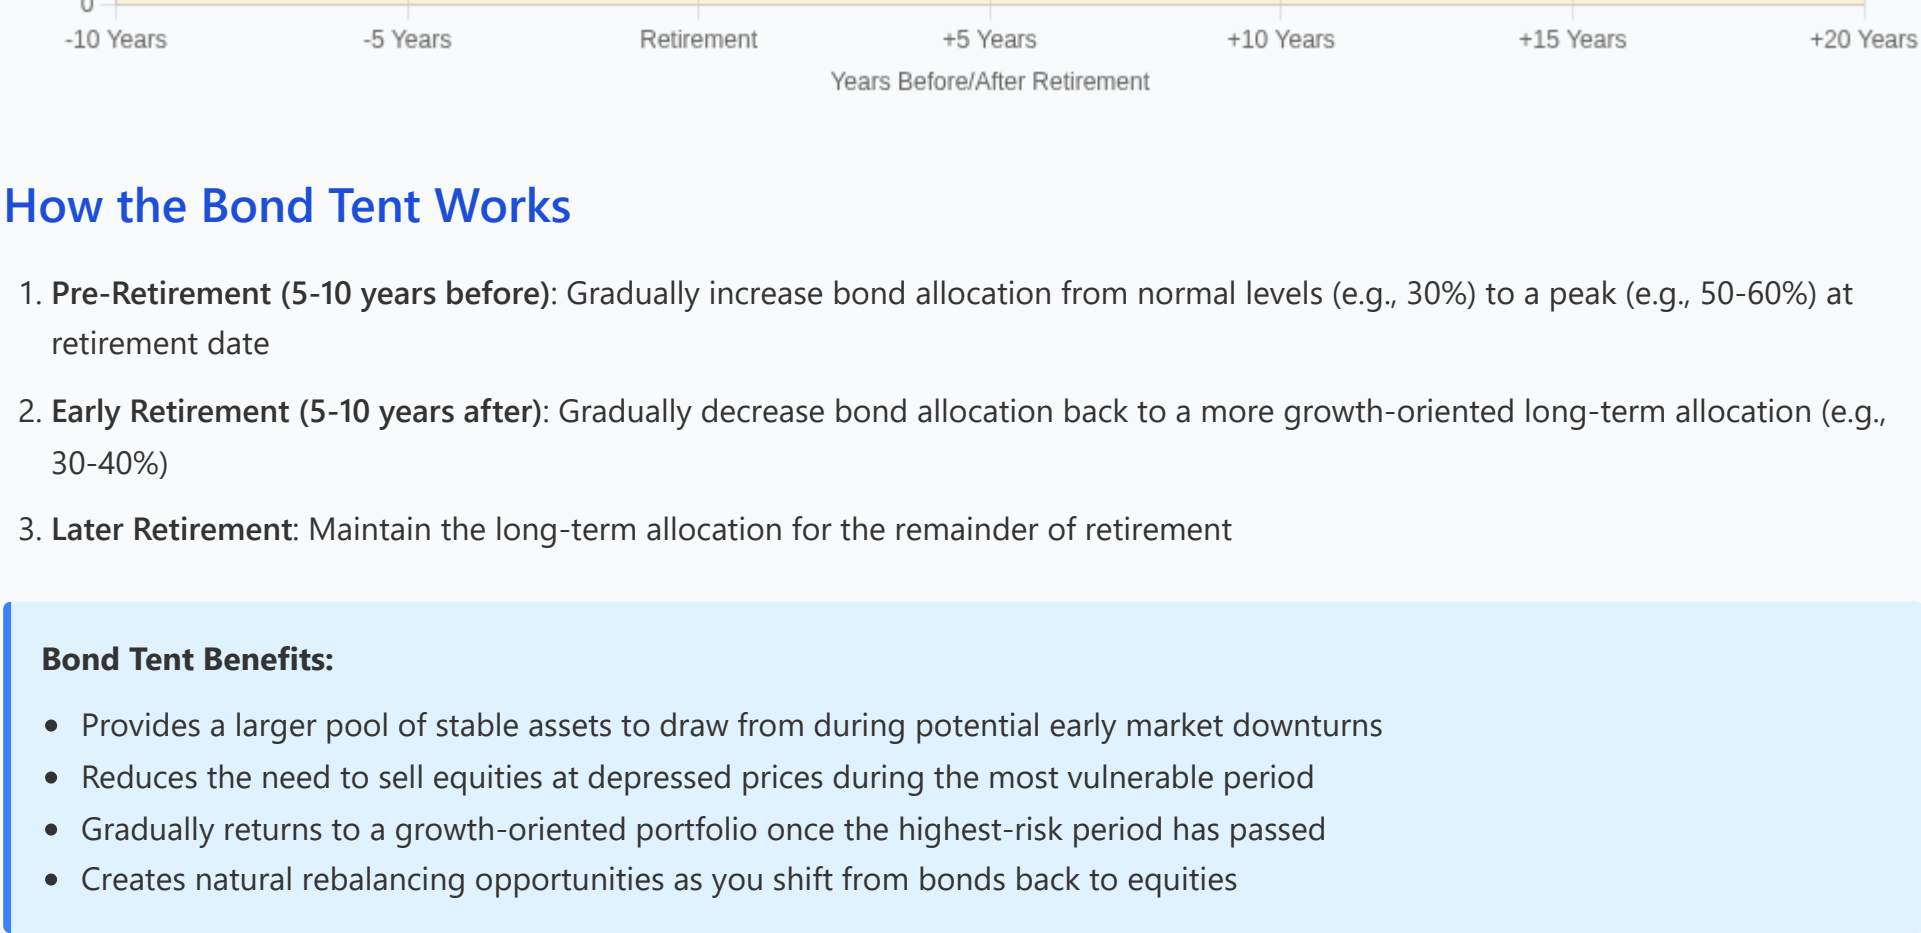 0
-10 Years -5 Years Retirement +5 Years +10 Years +15 Years +20 Years
Years Before/After Retirement
How the Bond Tent Works
1. Pre-Retirement (5-10 years before): Gradually increase bond allocation from normal levels (e.g., 30%) to a peak (e.g., 50-60%) at
retirement date
2. Early Retirement (5-10 years after): Gradually decrease bond allocation back to a more growth-oriented long-term allocation (e.g.,
30-40%)
3. Later Retirement: Maintain the long-term allocation for the remainder of retirement
Bond Tent Benefits:
• Provides a larger pool of stable assets to draw from during potential early market downturns
• Reduces the need to sell equities at depressed prices during the most vulnerable period
• Gradually returns to a growth-oriented portfolio once the highest-risk period has passed
• Creates natural rebalancing opportunities as you shift from bonds back to equities